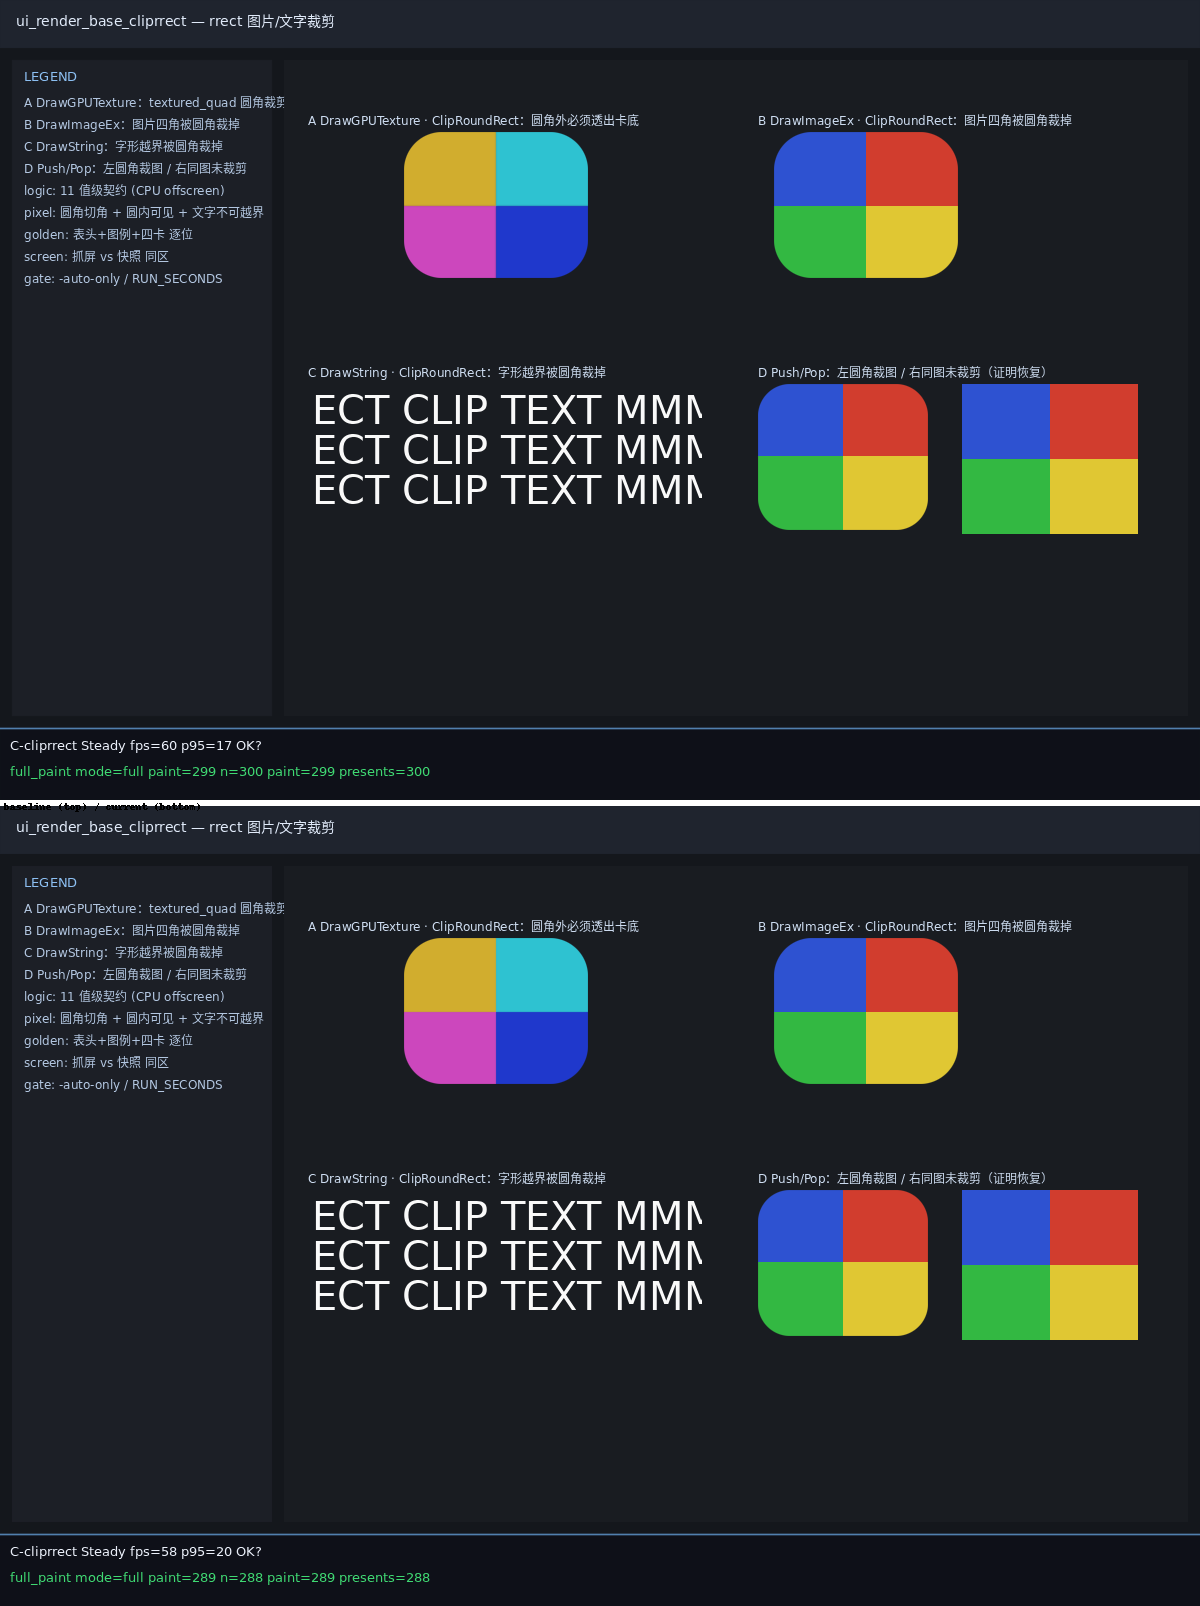 ui_render_base_cliprrect — rrect 图片/文字裁剪
LEGEND
A DrawGPUTexture：textured_quad 圆角裁剪
B DrawImageEx：图片四角被圆角裁掉
C DrawString：字形越界被圆角裁掉
D Push/Pop：左圆角裁图 / 右同图未裁剪
logic: 11 值级契约 (CPU offscreen)
pixel: 圆角切角 + 圆内可见 + 文字不可越界
golden: 表头+图例+四卡 逐位
screen: 抓屏 vs 快照 同区
gate: -auto-only / RUN_SECONDS
A DrawGPUTexture · ClipRoundRect：圆角外必须透出卡底
B DrawImageEx · ClipRoundRect：图片四角被圆角裁掉
C DrawString · ClipRoundRect：字形越界被圆角裁掉
ECT CLIP TEXT MMM
ECT CLIP TEXT MMM
ECT CLIP TEXT MMM
D Push/Pop：左圆角裁图 / 右同图未裁剪（证明恢复）
C-cliprrect Steady fps=60 p95=17 OK?
full_paint mode=full paint=299 n=300 paint=299 presents=300
baseline (top) / current (bottom)
ui_render_base_cliprrect — rrect 图片/文字裁剪
LEGEND
A DrawGPUTexture：textured_quad 圆角裁剪
B DrawImageEx：图片四角被圆角裁掉
C DrawString：字形越界被圆角裁掉
D Push/Pop：左圆角裁图 / 右同图未裁剪
logic: 11 值级契约 (CPU offscreen)
pixel: 圆角切角 + 圆内可见 + 文字不可越界
golden: 表头+图例+四卡 逐位
screen: 抓屏 vs 快照 同区
gate: -auto-only / RUN_SECONDS
A DrawGPUTexture · ClipRoundRect：圆角外必须透出卡底
B DrawImageEx · ClipRoundRect：图片四角被圆角裁掉
C DrawString · ClipRoundRect：字形越界被圆角裁掉
ECT CLIP TEXT MMM
ECT CLIP TEXT MMM
ECT CLIP TEXT MMM
D Push/Pop：左圆角裁图 / 右同图未裁剪（证明恢复）
C-cliprrect Steady fps=58 p95=20 OK?
full_paint mode=full paint=289 n=288 paint=289 presents=288